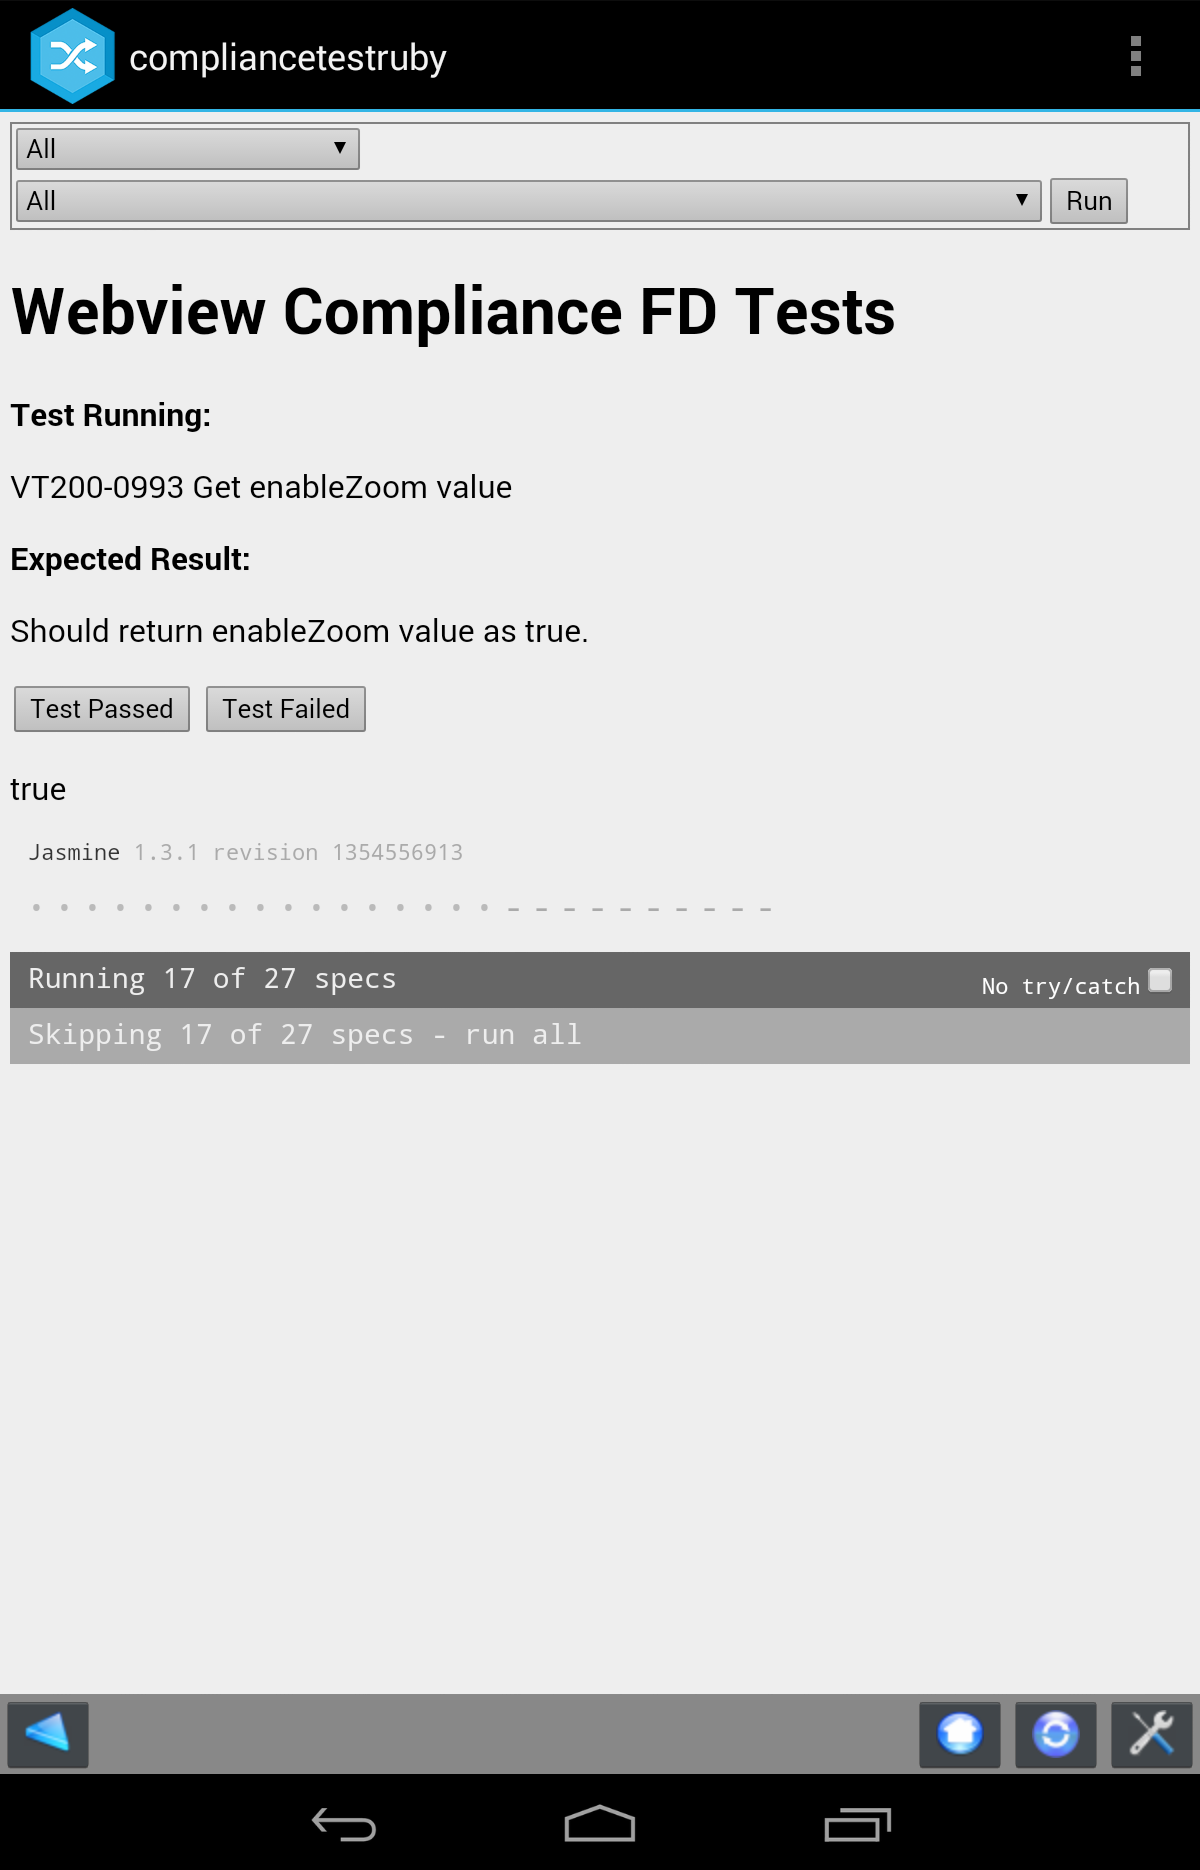 compliancetestruby
All
All
Run
Webview Compliance FD Tests
Test Running:
VT200-0993 Get enableZoom value
Expected Result:
Should return enableZoom value as true.
Test Passed Test Failed
true
Jasmine 1.3.1 revision 1354556913
Running 17 of 27 specs No try/catch
Skipping 17 of 27 specs - run all